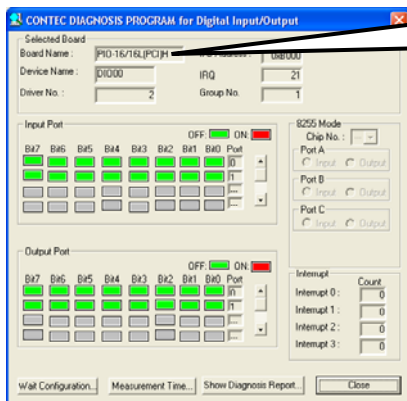 CONTEC DIAGNOSIS PROGRAM for Digital Input/Output
Selected Board
Board Name : PIO-16/16L(PCI)H
Device Name : DIO00 IRQ 21
Driver No. : 2 Group No. 1
Input Port
OFF: ON:
Bit7 Bit6 Bit5 Bit4 Bit3 Bit2 Bit1 Bit0 Port
0
1
...
...
Output Port
OFF: ON:
Bit7 Bit6 Bit5 Bit4 Bit3 Bit2 Bit1 Bit0 Port
0
1
...
...
8255 Mode
Chip No. : --
Port A
Input Output
Port B
Input Output
Port C
Input Output
Interrupt
Count
Interrupt 0 : 0
Interrupt 1 : 0
Interrupt 2 : 0
Interrupt 3 : 0
Wait Configuration... Measurement Time... Show Diagnosis Report... Close